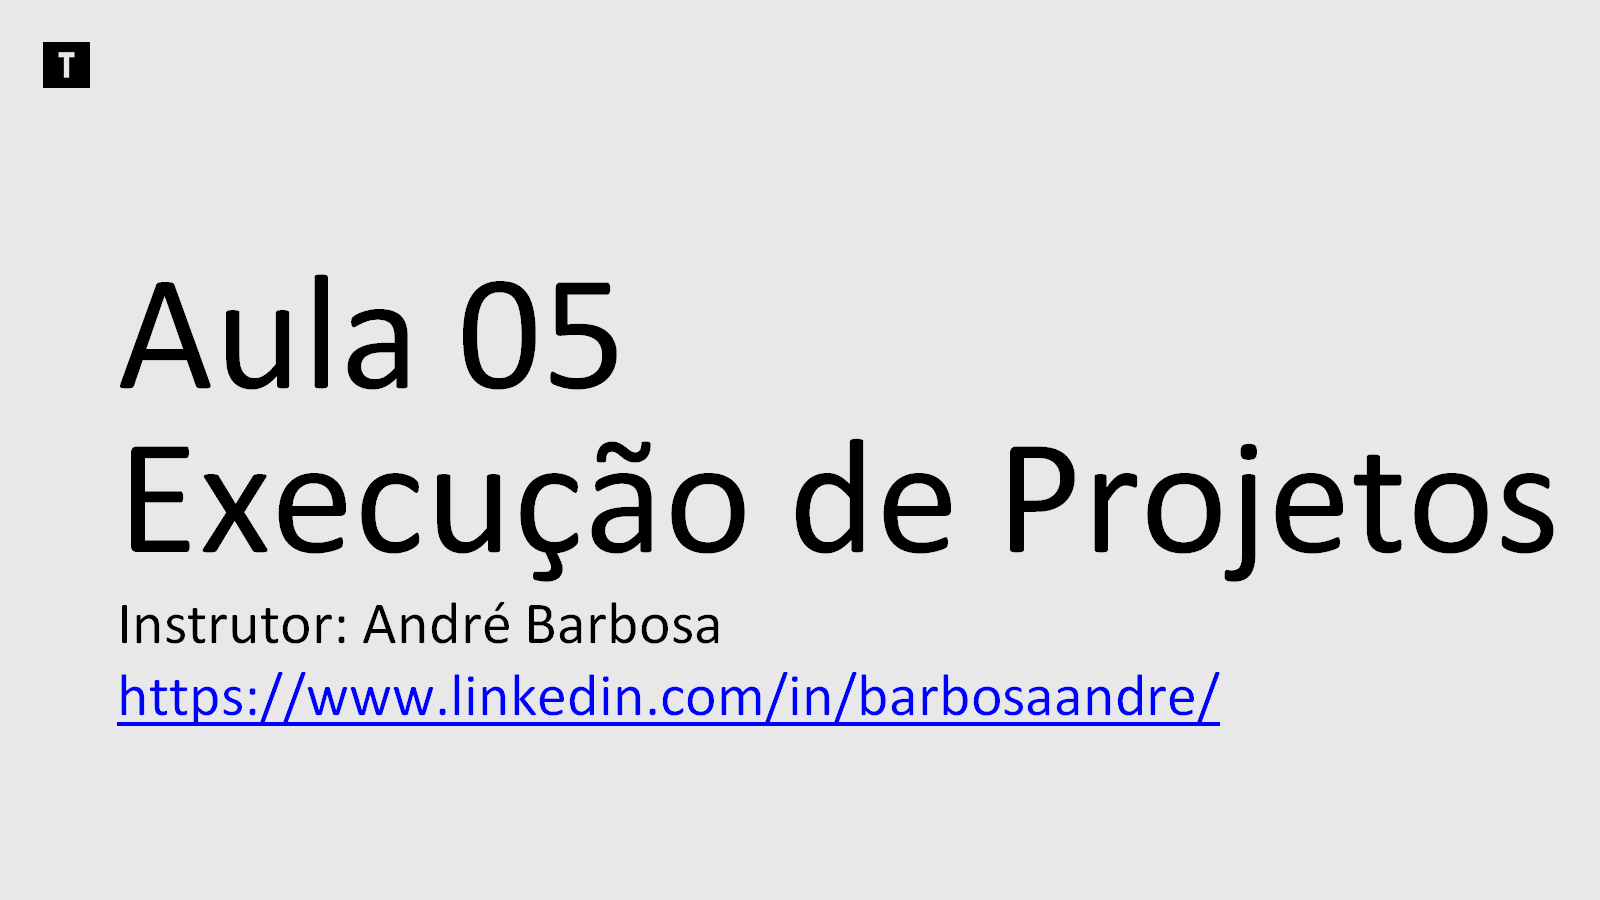 T
Aula 05
Execução de Projetos
Instrutor: André Barbosa
https://www.linkedin.com/in/barbosaandre/